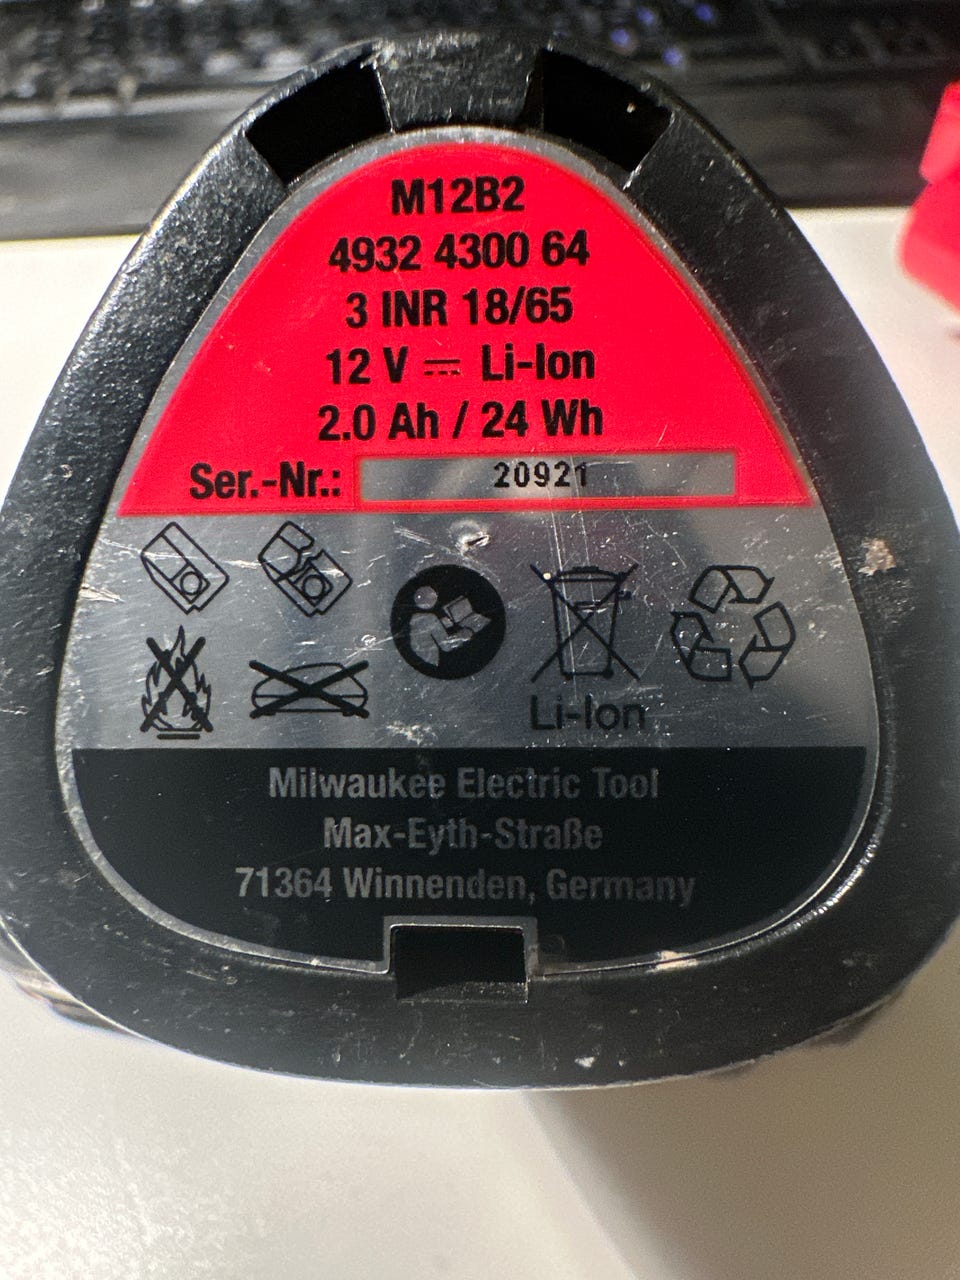 M12B2
4932 4300 64
3 INR 18/65
12 V ⎓ Li-Ion
2.0 Ah / 24 Wh
Ser.-Nr.: 20921
Li-Ion
Milwaukee Electric Tool
Max-Eyth-Straße
71364 Winnenden, Germany